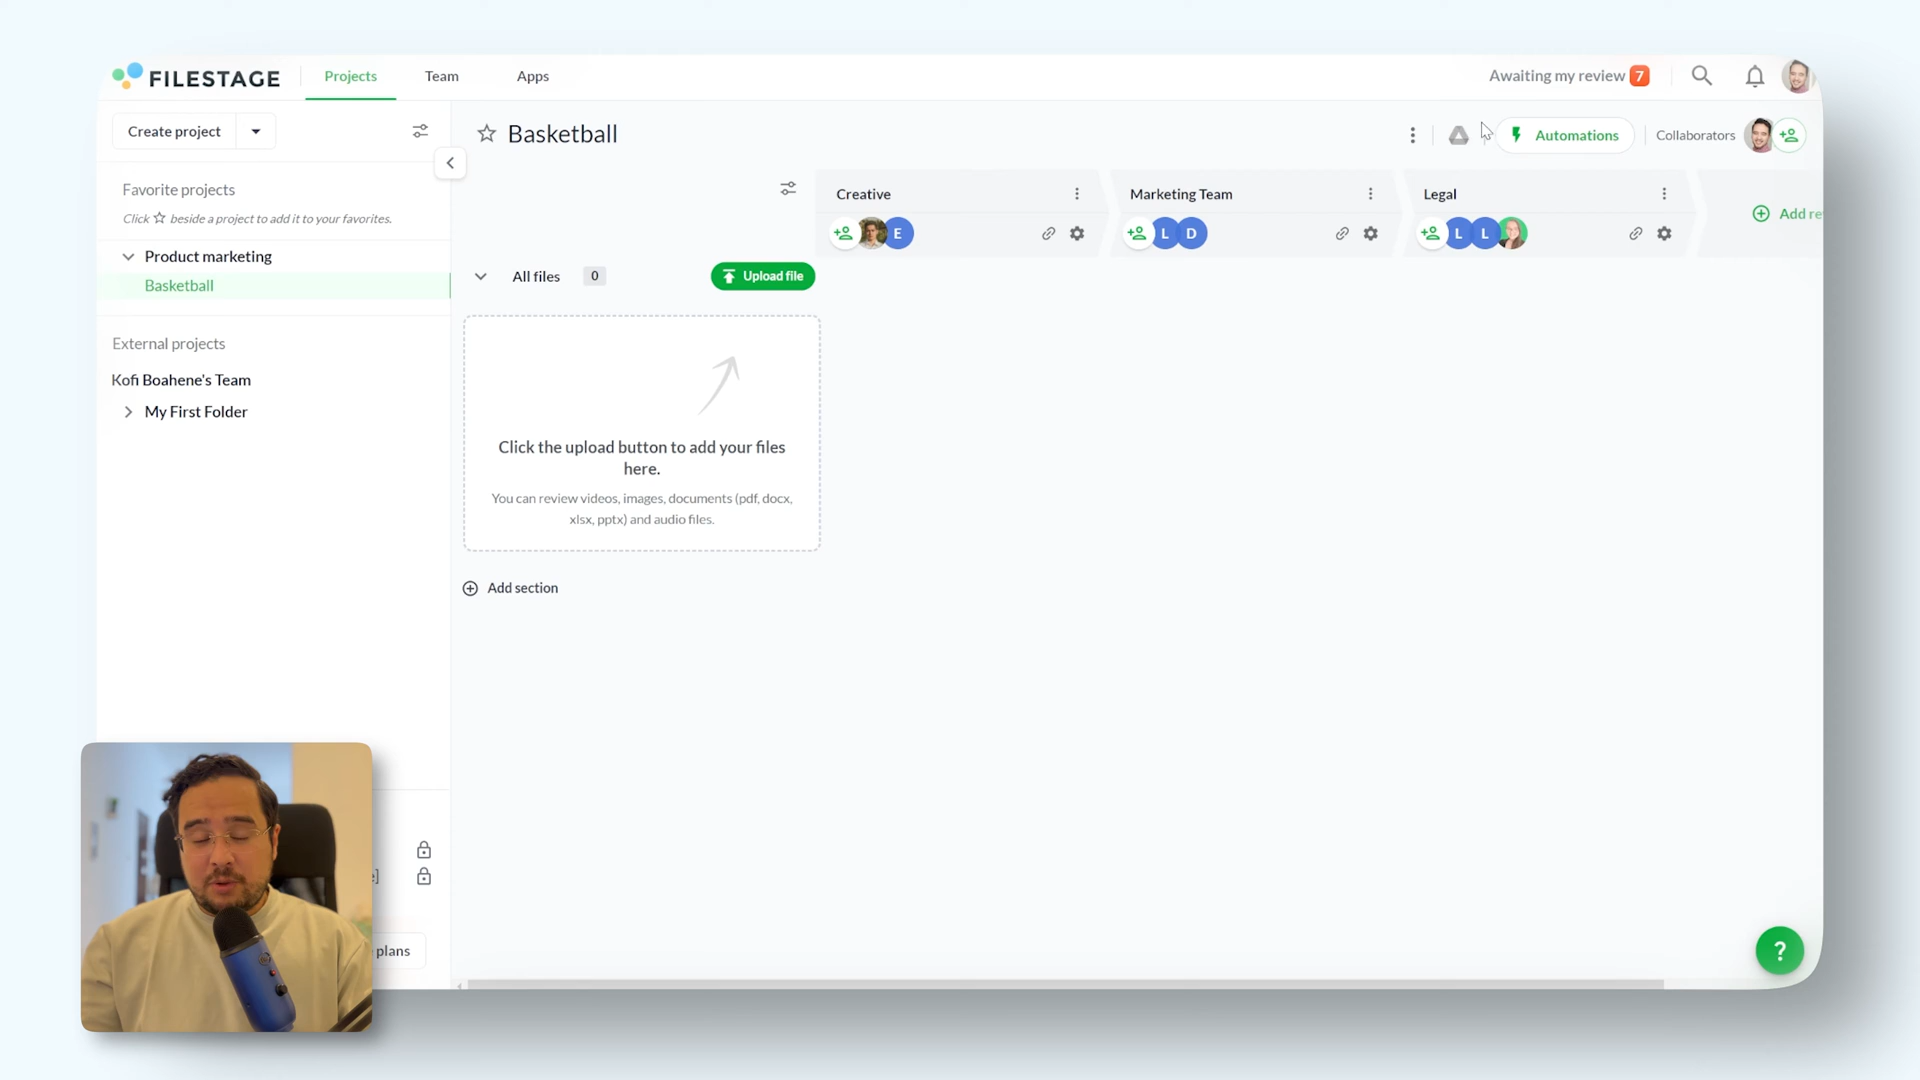 FILESTAGE
Projects
Team
Apps
Awaiting my review 7
Create project
Basketball
Automations
Collaborators
Favorite projects
Click ☆ beside a project to add it to your favorites.
Product marketing
Basketball
External projects
Kofi Boahene's Team
My First Folder
Creative
E
Marketing Team
L D
Legal
L L
Add re
All files 0
Upload file
Click the upload button to add your files
here.
You can review videos, images, documents (pdf, docx,
xlsx, pptx) and audio files.
Add section
e]
plans
?